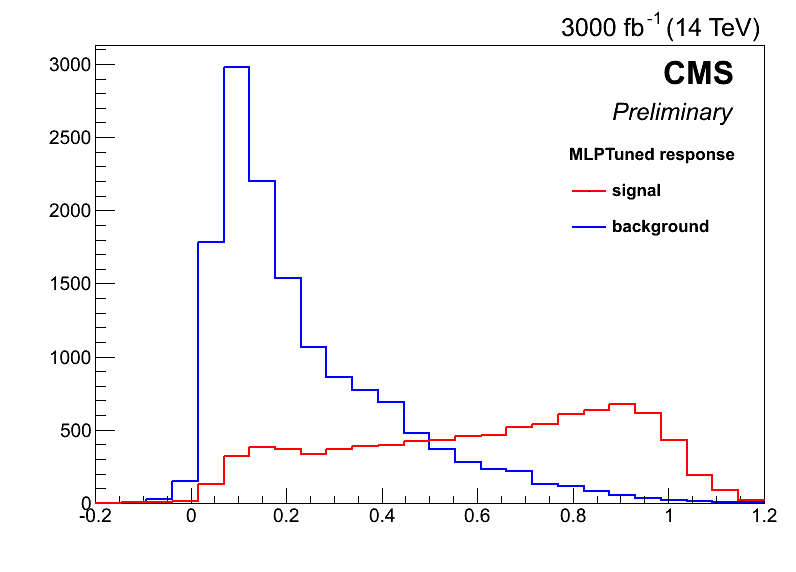 3000 fb⁻¹ (14 TeV)
CMS
Preliminary
MLPTuned response
signal
background
3000
2500
2000
1500
1000
500
0
-0.2 0 0.2 0.4 0.6 0.8 1 1.2